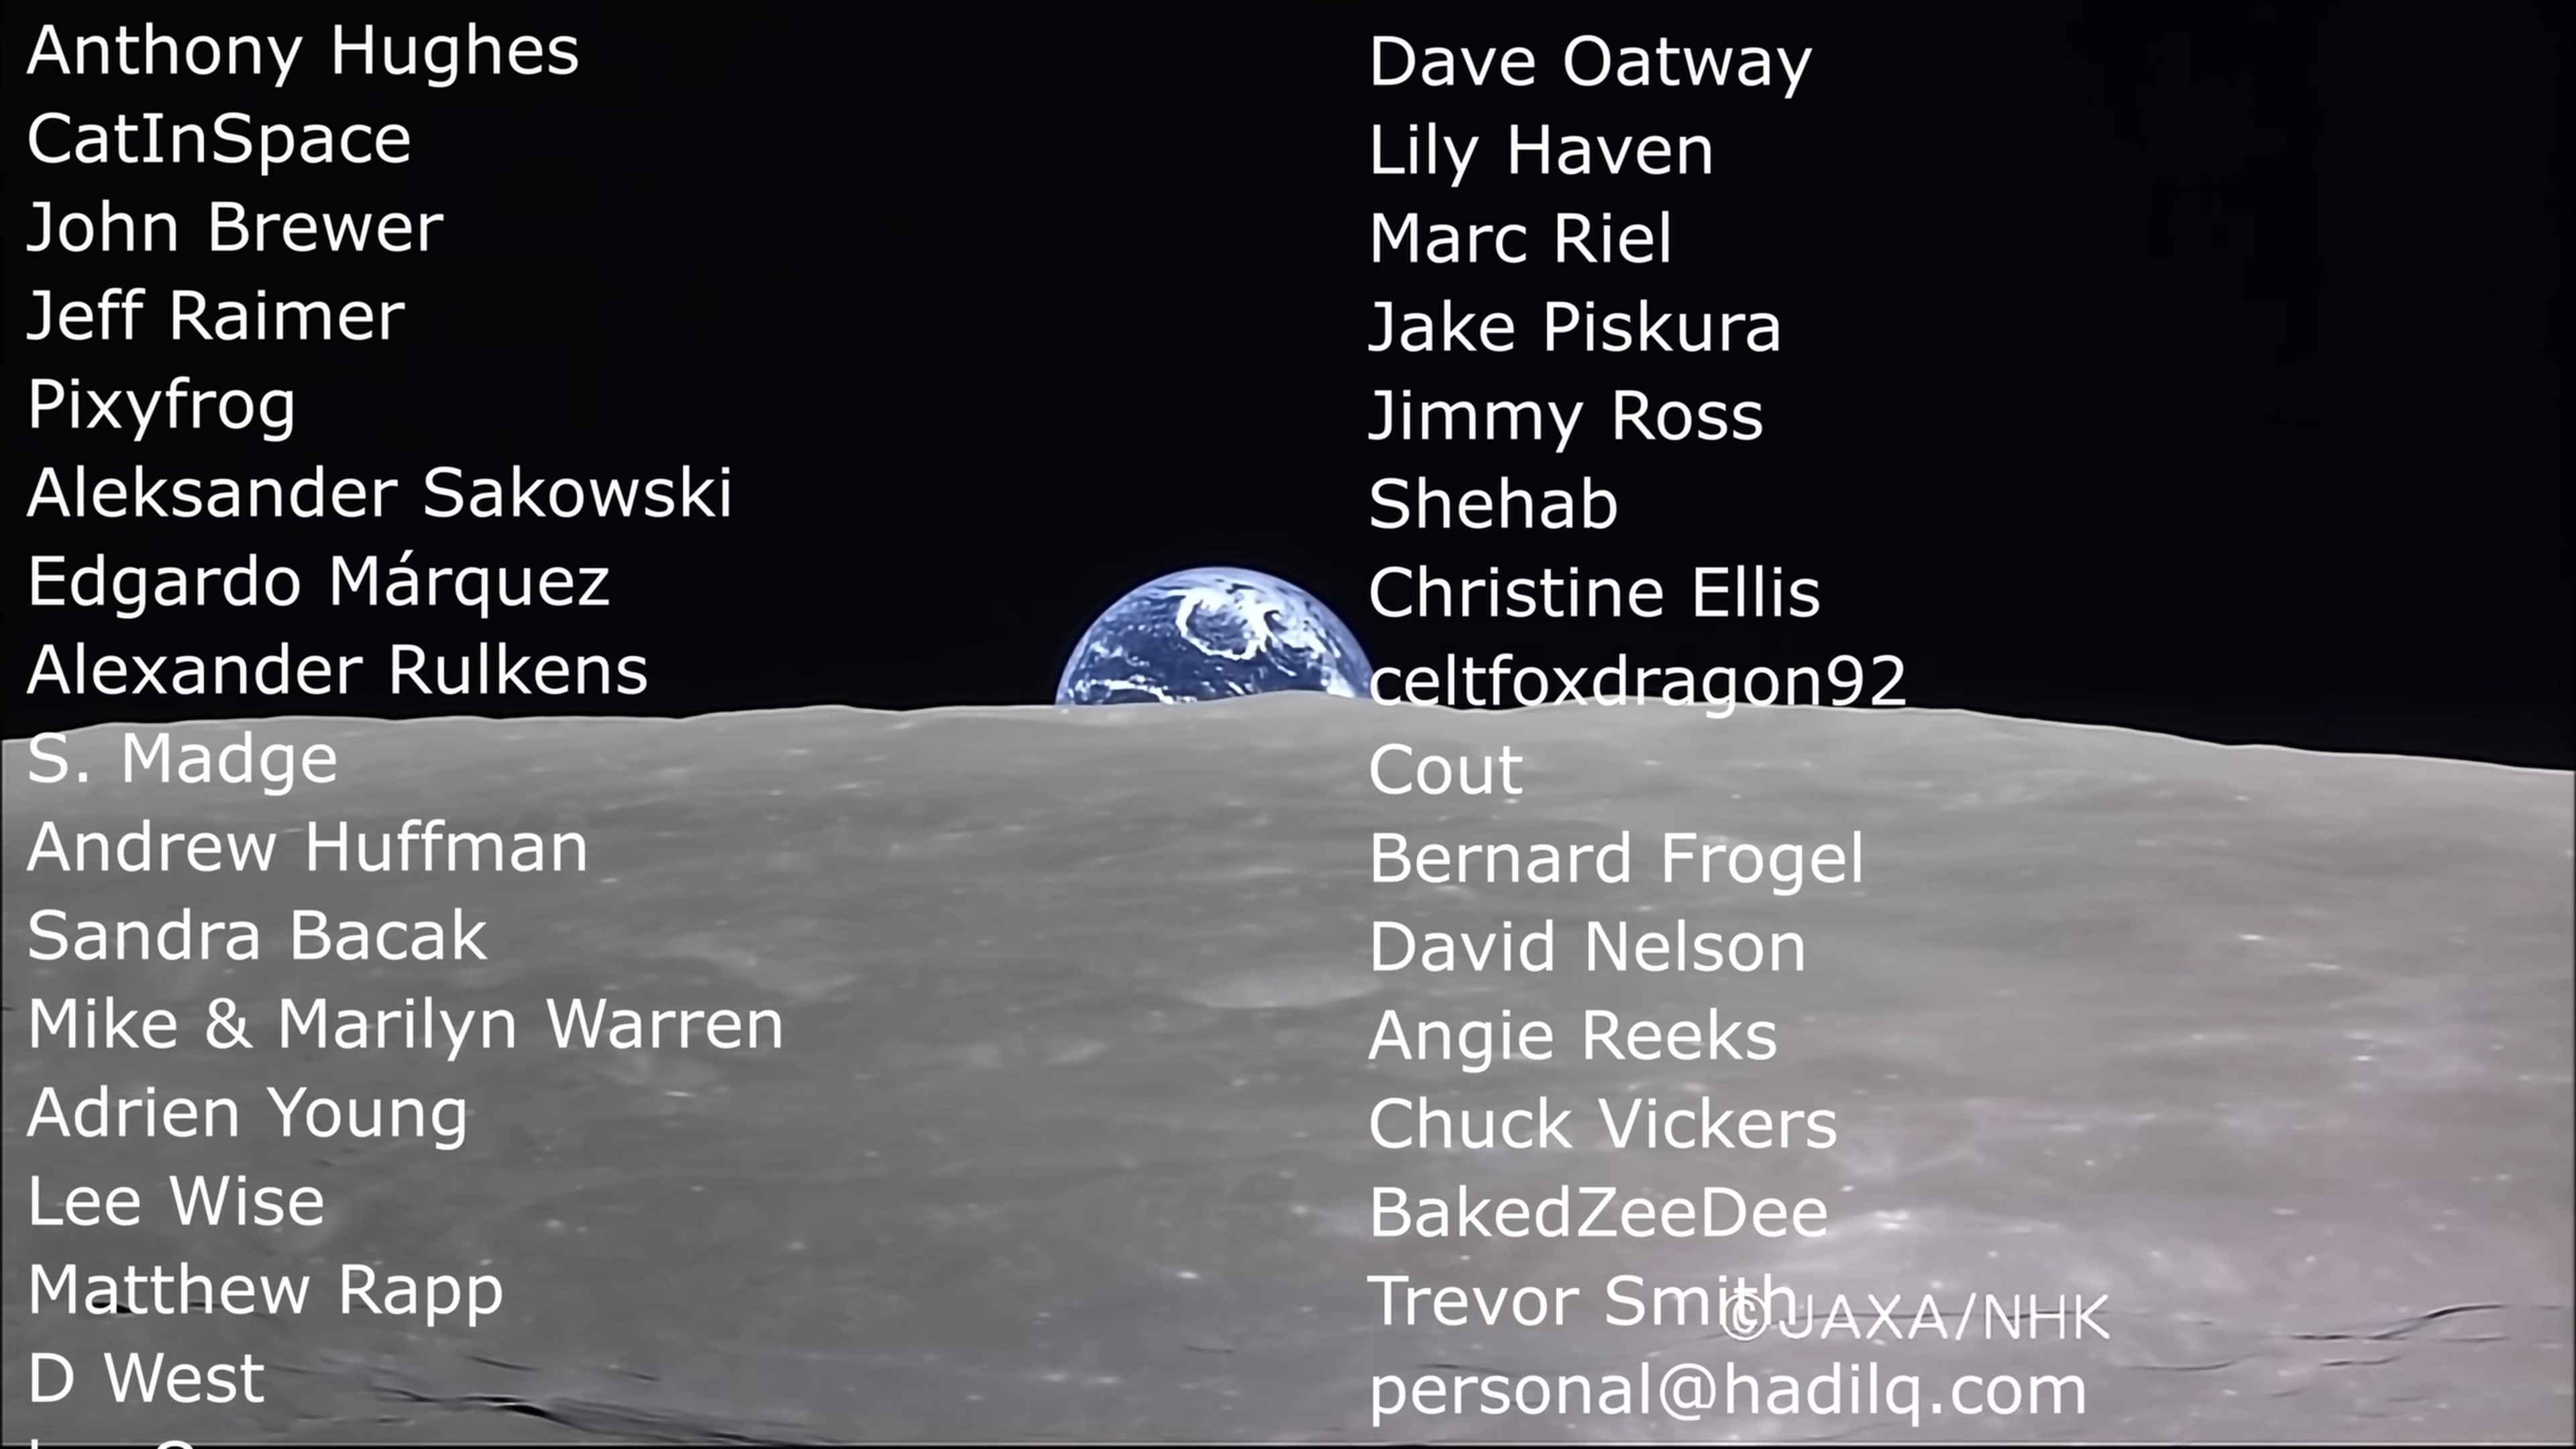 Anthony Hughes
CatInSpace
John Brewer
Jeff Raimer
Pixyfrog
Aleksander Sakowski
Edgardo Márquez
Alexander Rulkens
S. Madge
Andrew Huffman
Sandra Bacak
Mike & Marilyn Warren
Adrien Young
Lee Wise
Matthew Rapp
D West
Dave Oatway
Lily Haven
Marc Riel
Jake Piskura
Jimmy Ross
Shehab
Christine Ellis
celtfoxdragon92
Cout
Bernard Frogel
David Nelson
Angie Reeks
Chuck Vickers
BakedZeeDee
Trevor Smith
©JAXA/NHK
personal@hadilq.com